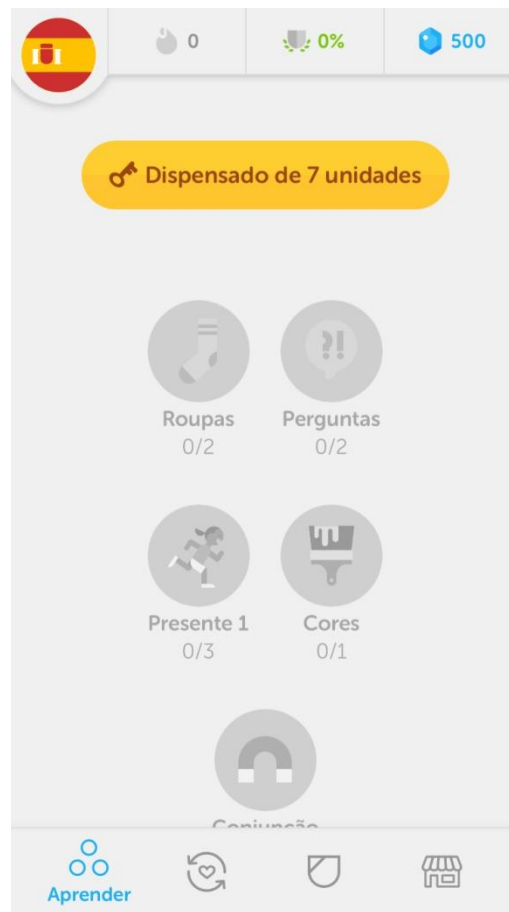 0 0% 500
Dispensado de 7 unidades
?!
Roupas Perguntas
0/2 0/2
Presente 1 Cores
0/3 0/1
Conjunção
Aprender